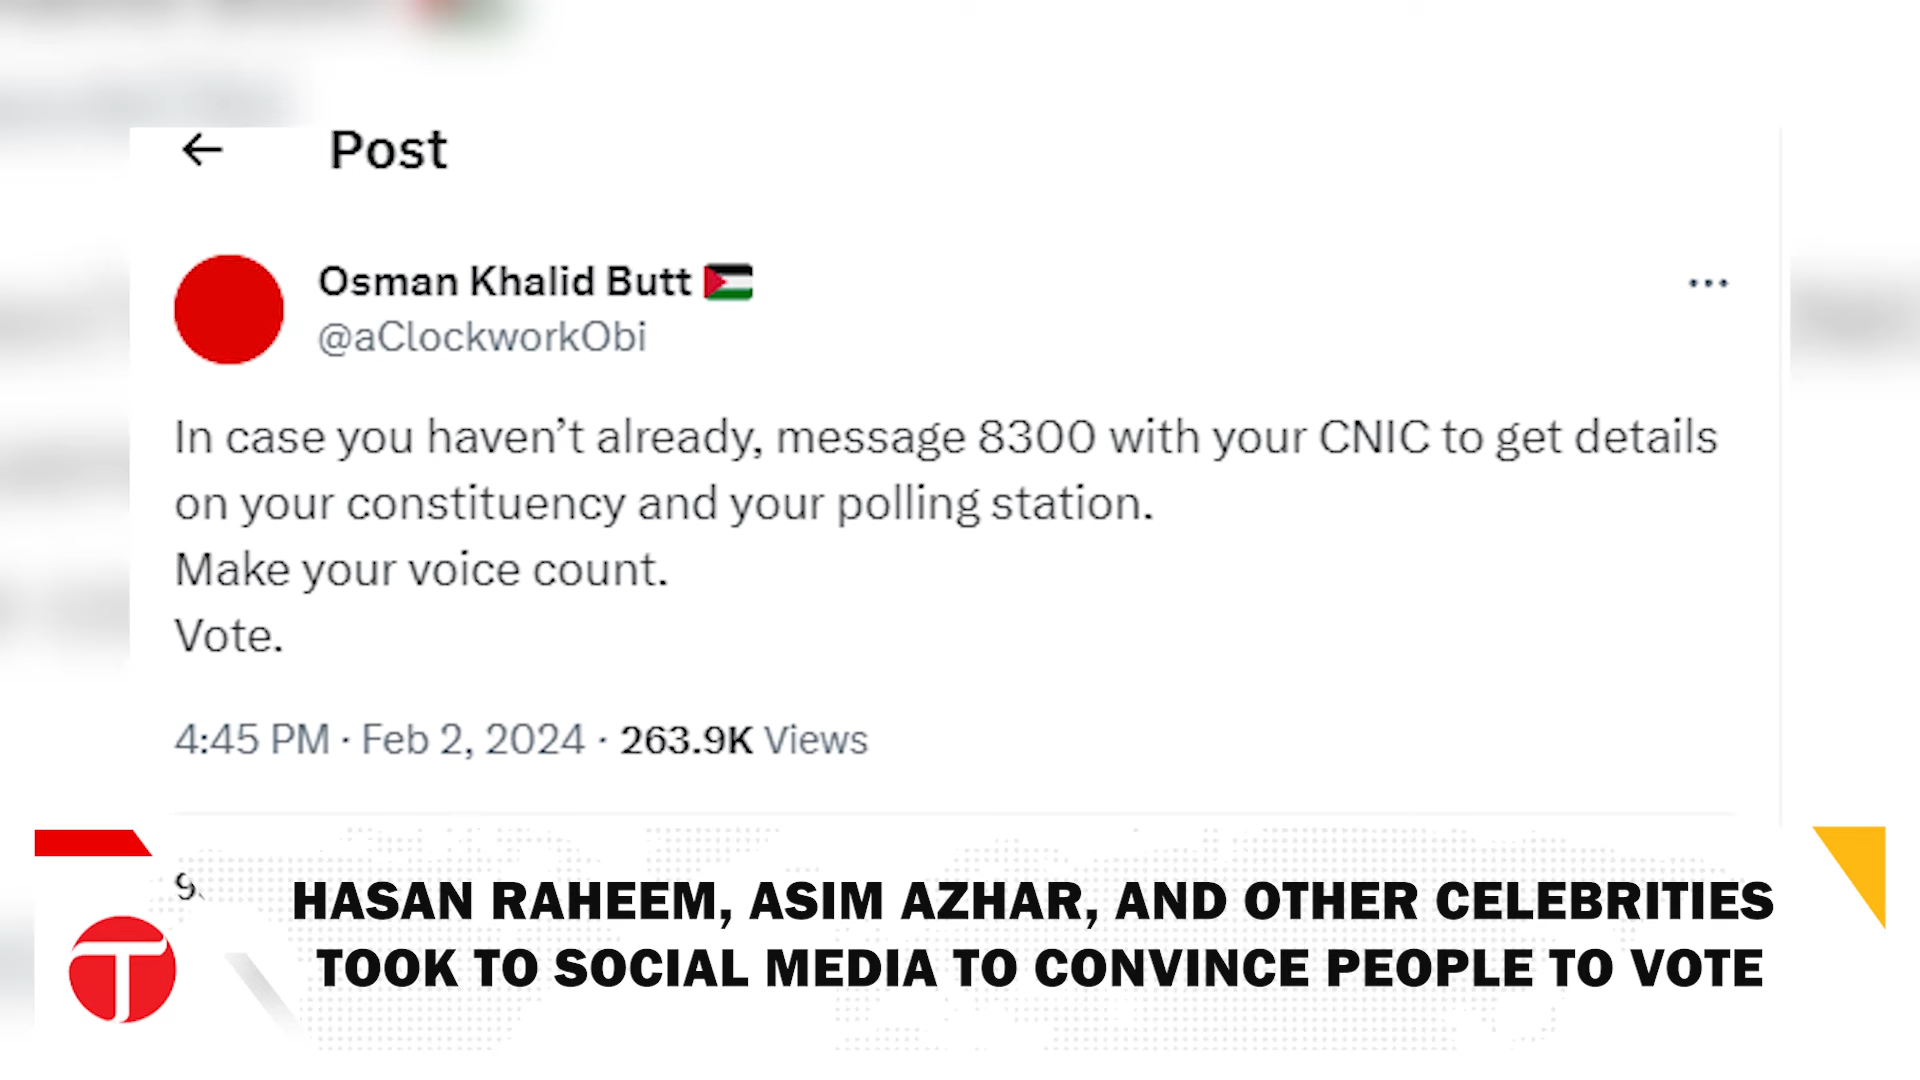 Post
Osman Khalid Butt
@aClockworkObi
In case you haven’t already, message 8300 with your CNIC to get details
on your constituency and your polling station.
Make your voice count.
Vote.
4:45 PM · Feb 2, 2024 · 263.9K Views
HASAN RAHEEM, ASIM AZHAR, AND OTHER CELEBRITIES
TOOK TO SOCIAL MEDIA TO CONVINCE PEOPLE TO VOTE
T